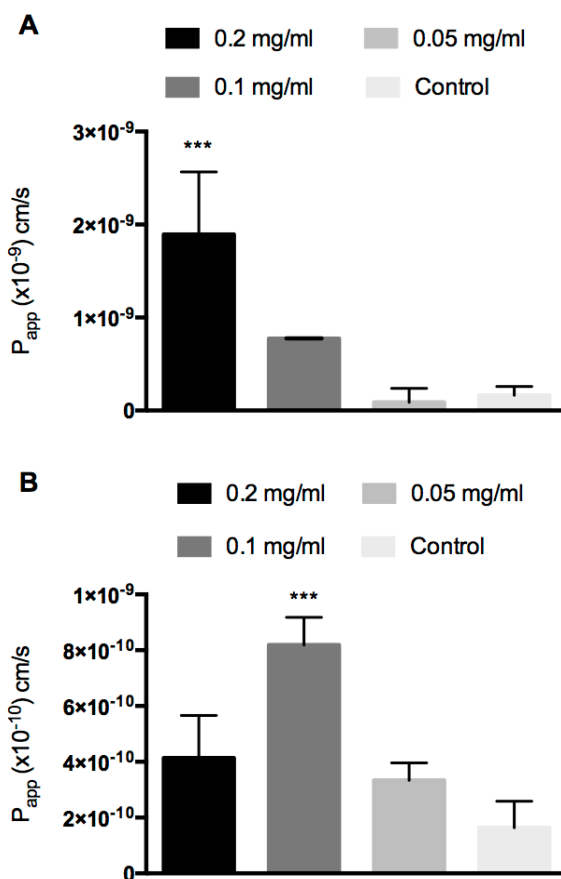 A
0.2 mg/ml 0.05 mg/ml
0.1 mg/ml Control
P_app (x10^-9) cm/s
3×10^-9
2×10^-9
1×10^-9
0
***
B
0.2 mg/ml 0.05 mg/ml
0.1 mg/ml Control
P_app (x10^-10) cm/s
1×10^-9
8×10^-10
6×10^-10
4×10^-10
2×10^-10
0
***